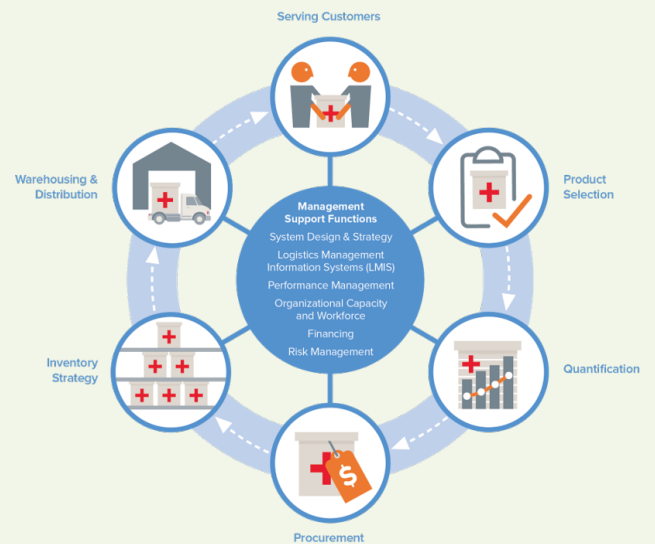 Serving Customers
Warehousing &
Distribution
Product
Selection
Management
Support Functions
System Design & Strategy
Logistics Management
Information Systems (LMIS)
Performance Management
Organizational Capacity
and Workforce
Financing
Risk Management
Inventory
Strategy
Quantification
$
Procurement